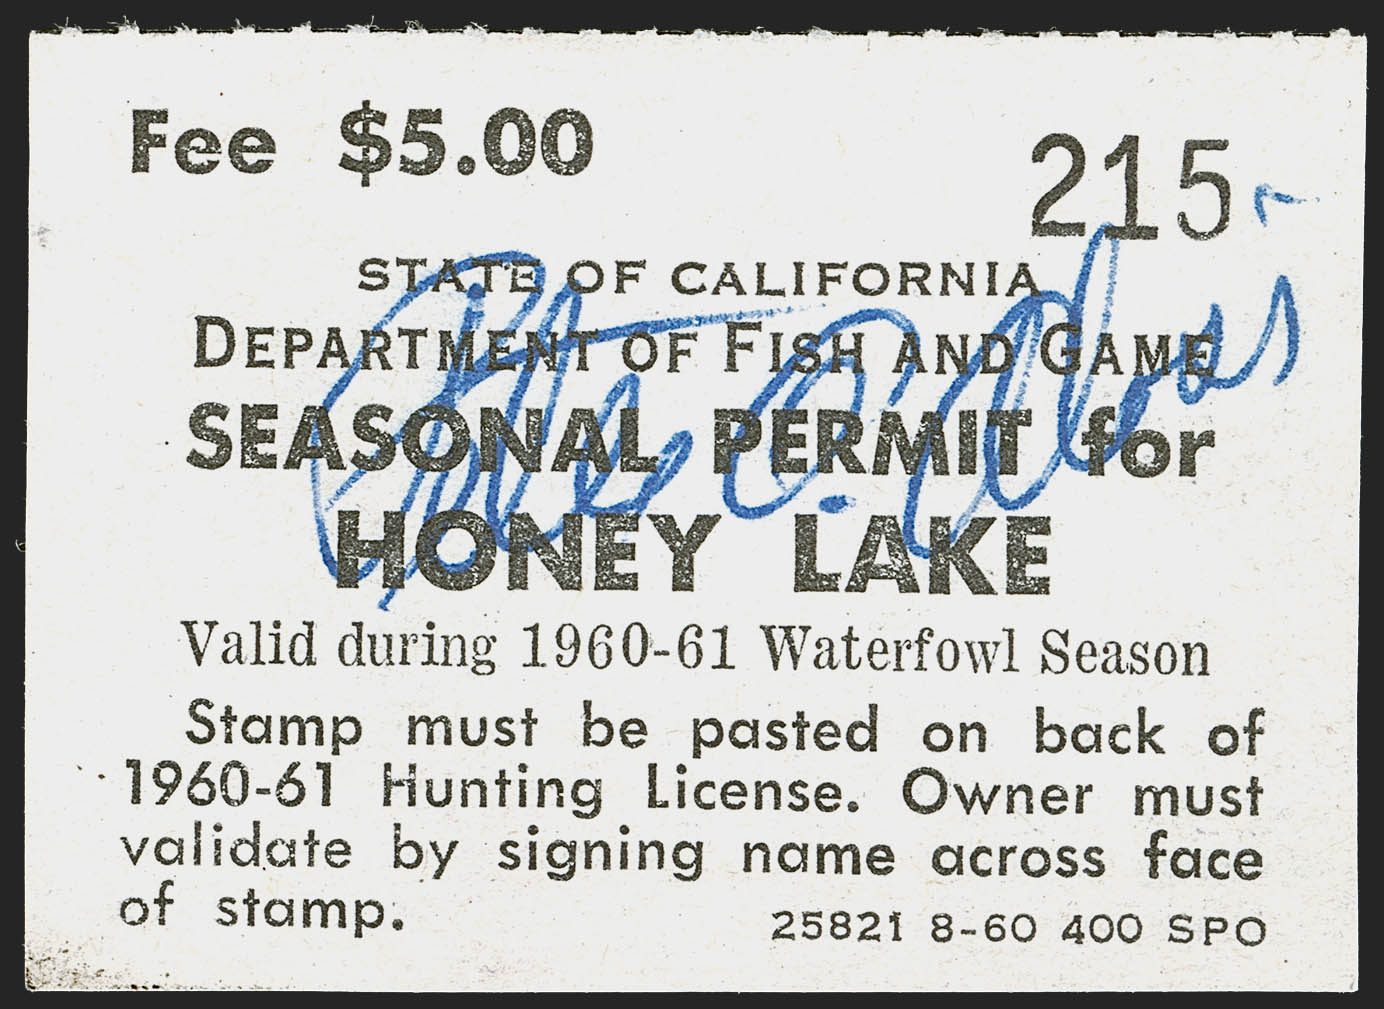 Fee $5.00
215
STATE OF CALIFORNIA
DEPARTMENT OF FISH AND GAME
SEASONAL PERMIT for
HONEY LAKE
Valid during 1960-61 Waterfowl Season
Stamp must be pasted on back of
1960-61 Hunting License. Owner must
validate by signing name across face
of stamp.
25821 8-60 400 SPO